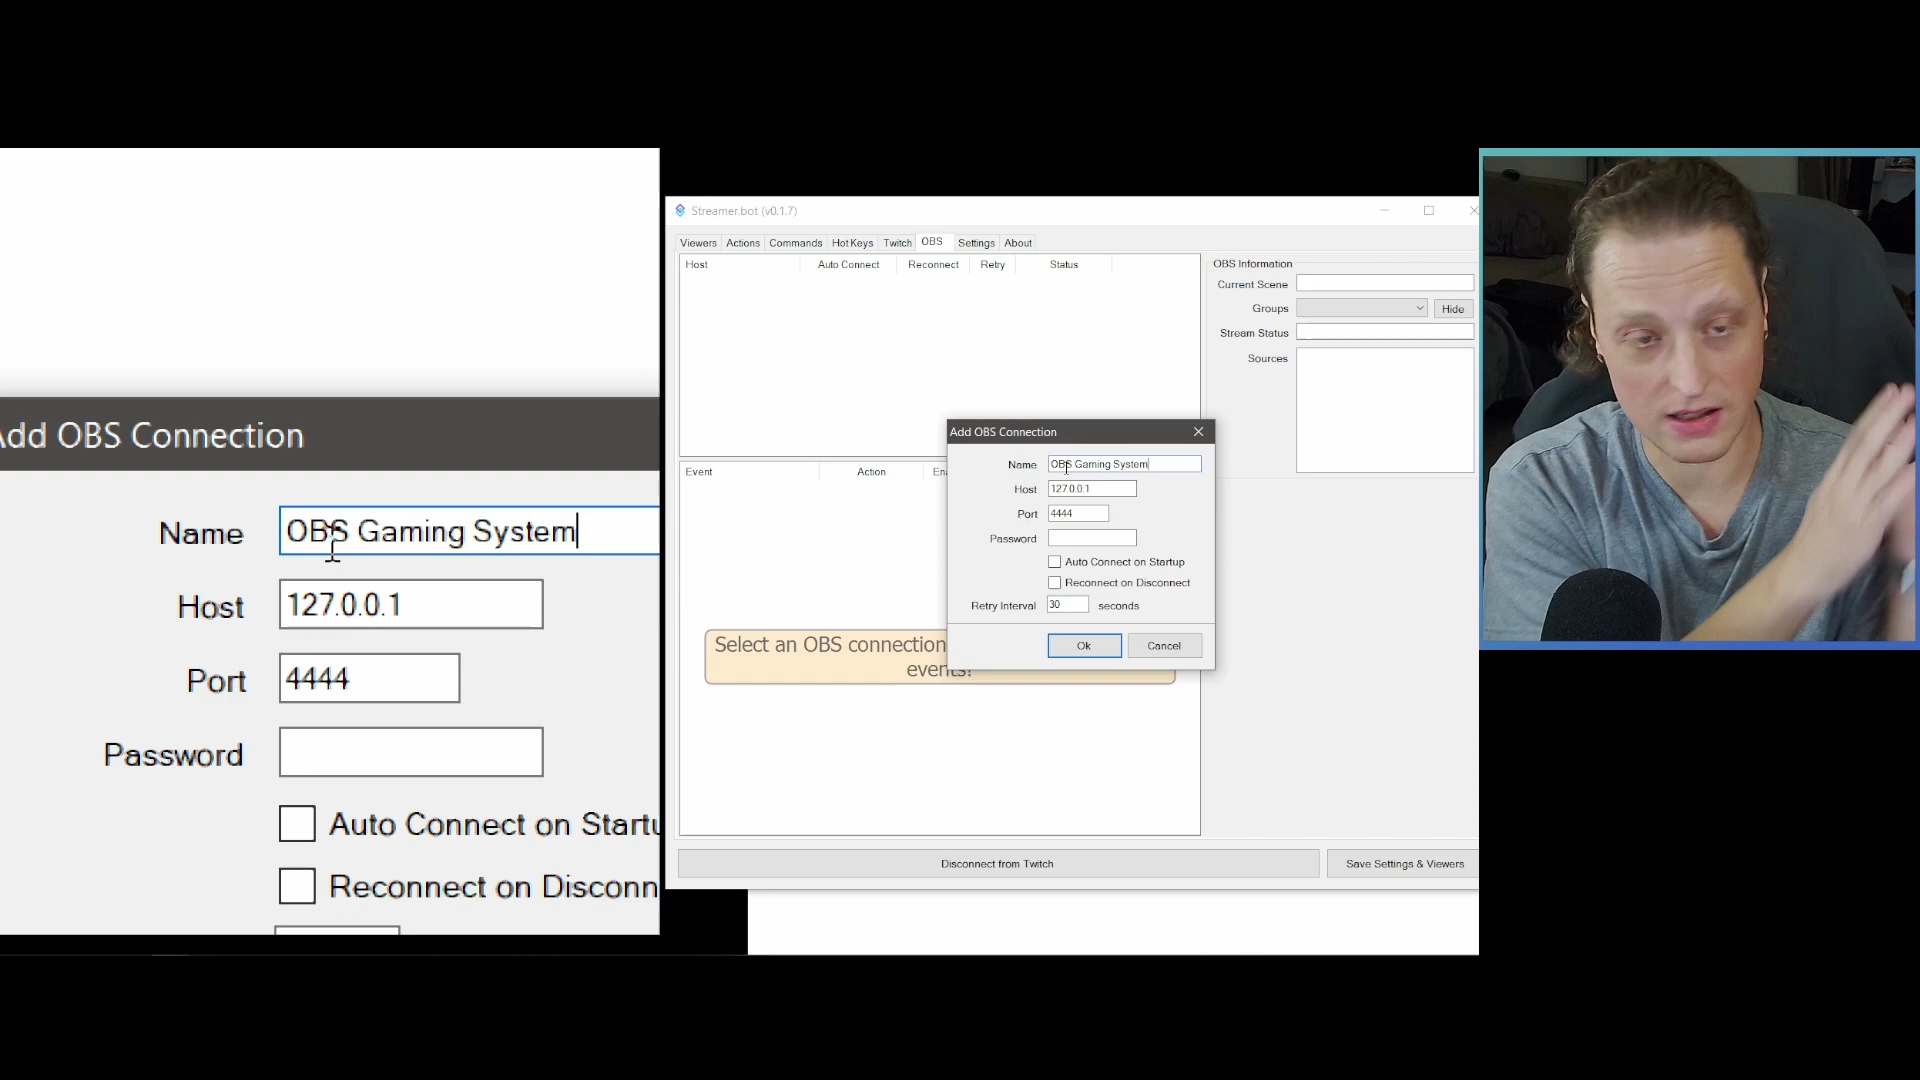 Add OBS Connection
Name OBS Gaming System
Host 127.0.0.1
Port 4444
Password
Auto Connect on Startu
Reconnect on Disconn
Streamer.bot (v0.1.7)
Viewers Actions Commands Hot Keys Twitch OBS Settings About
Host Auto Connect Reconnect Retry Status
OBS Information
Current Scene
Groups Hide
Stream Status
Sources
Event Action En
Select an OBS connection
events!
Add OBS Connection
Name OBS Gaming System
Host 127.0.0.1
Port 4444
Password
Auto Connect on Startup
Reconnect on Disconnect
Retry Interval 30 seconds
Ok Cancel
Disconnect from Twitch Save Settings & Viewers